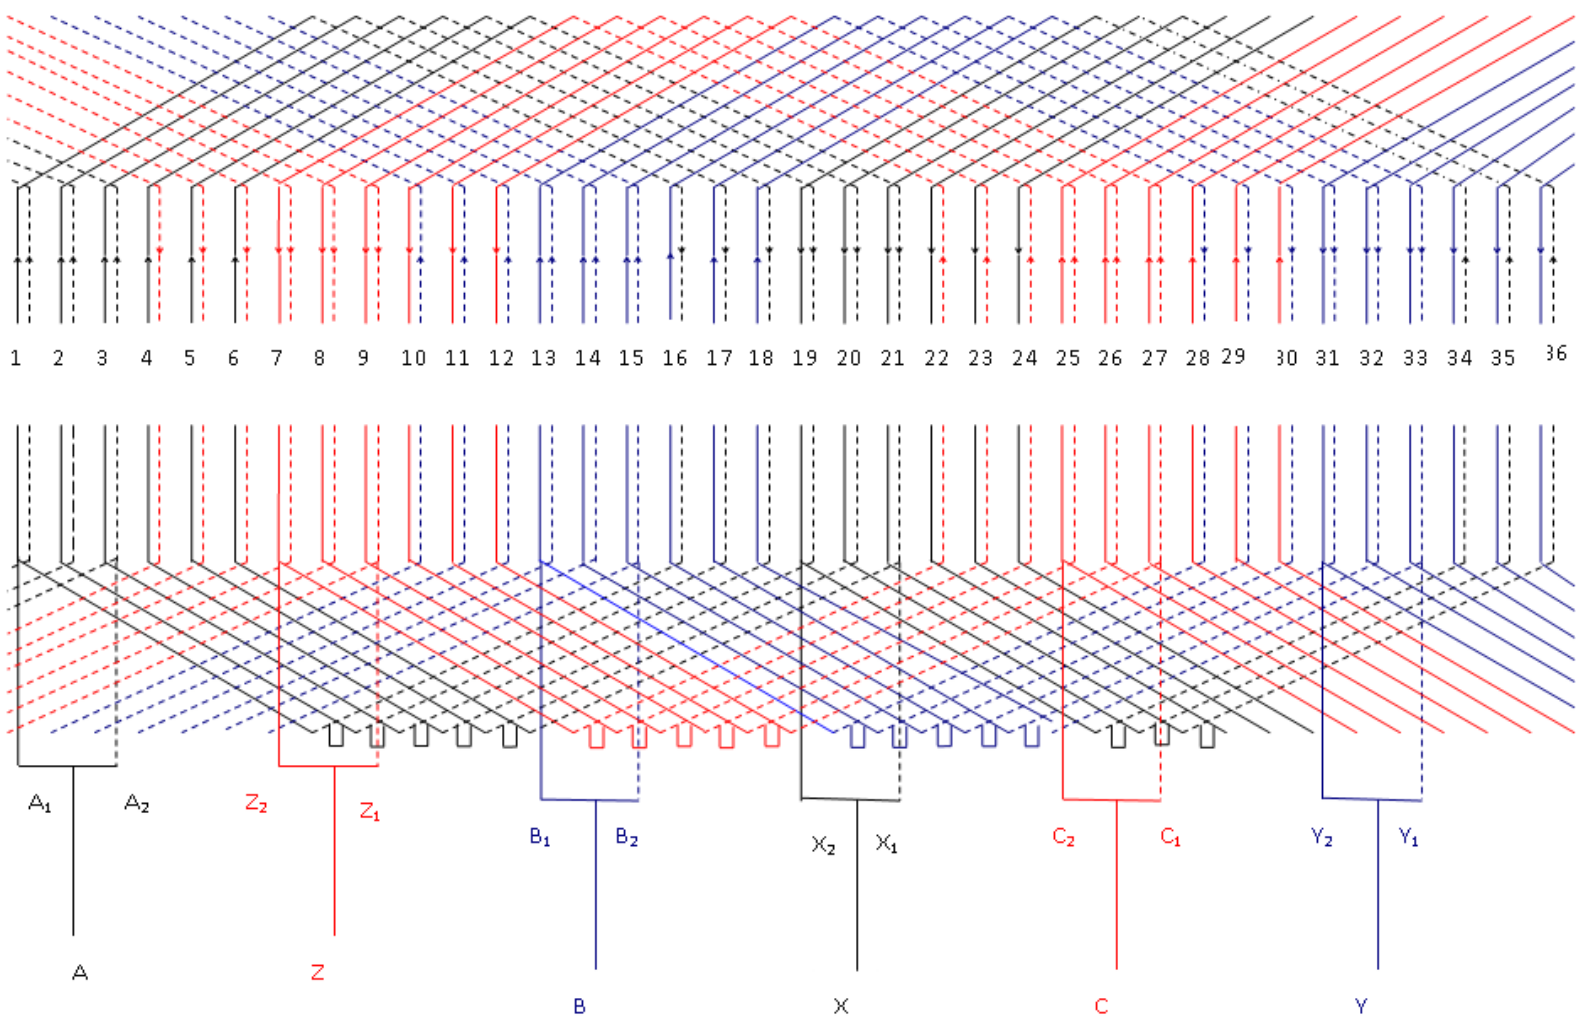 1 2 3 4 5 6 7 8 9 10 11 12 13 14 15 16 17 18 19 20 21 22 23 24 25 26 27 28 29 30 31 32 33 34 35 36
A₁ A₂ Z₂ Z₁
B₁ B₂ X₂ X₁ C₂ C₁ Y₂ Y₁
A Z
B X C Y